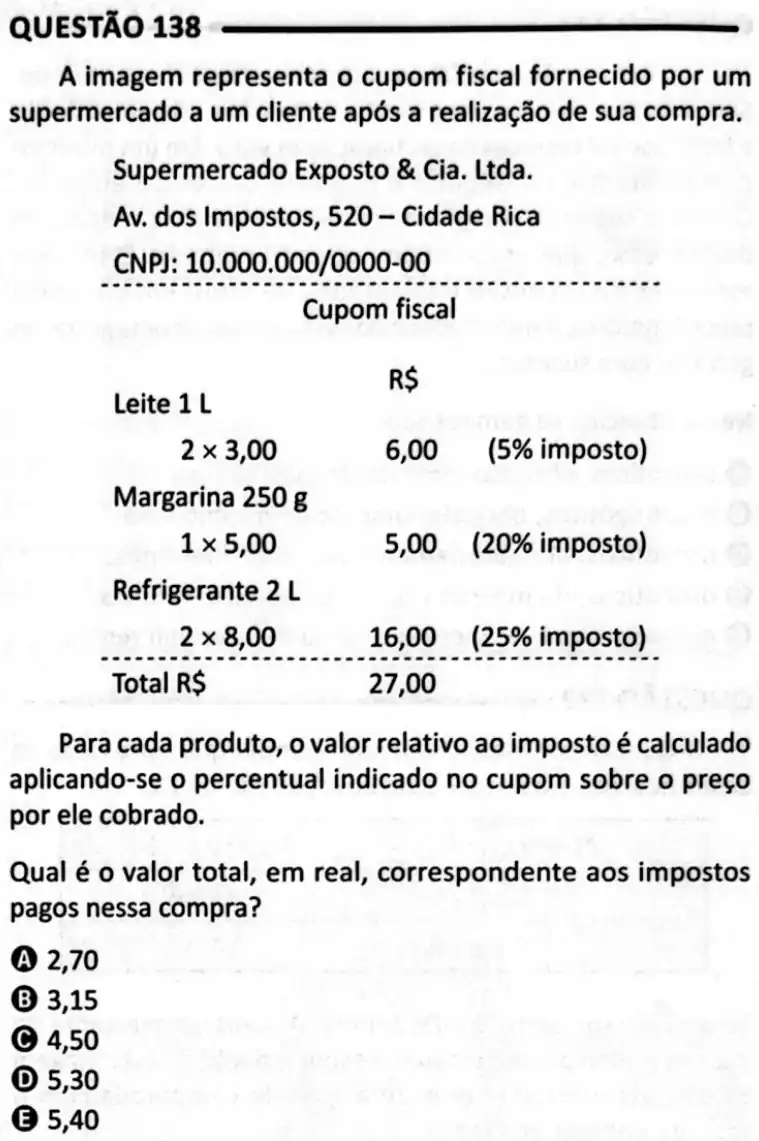 QUESTÃO 138
A imagem representa o cupom fiscal fornecido por um
supermercado a um cliente após a realização de sua compra.
Supermercado Exposto & Cia. Ltda.
Av. dos Impostos, 520 – Cidade Rica
CNPJ: 10.000.000/0000-00
Cupom fiscal
R$
Leite 1 L
2 x 3,00 6,00 (5% imposto)
Margarina 250 g
1 x 5,00 5,00 (20% imposto)
Refrigerante 2 L
2 x 8,00 16,00 (25% imposto)
Total R$ 27,00
Para cada produto, o valor relativo ao imposto é calculado
aplicando-se o percentual indicado no cupom sobre o preço
por ele cobrado.
Qual é o valor total, em real, correspondente aos impostos
pagos nessa compra?
A 2,70
B 3,15
C 4,50
D 5,30
E 5,40